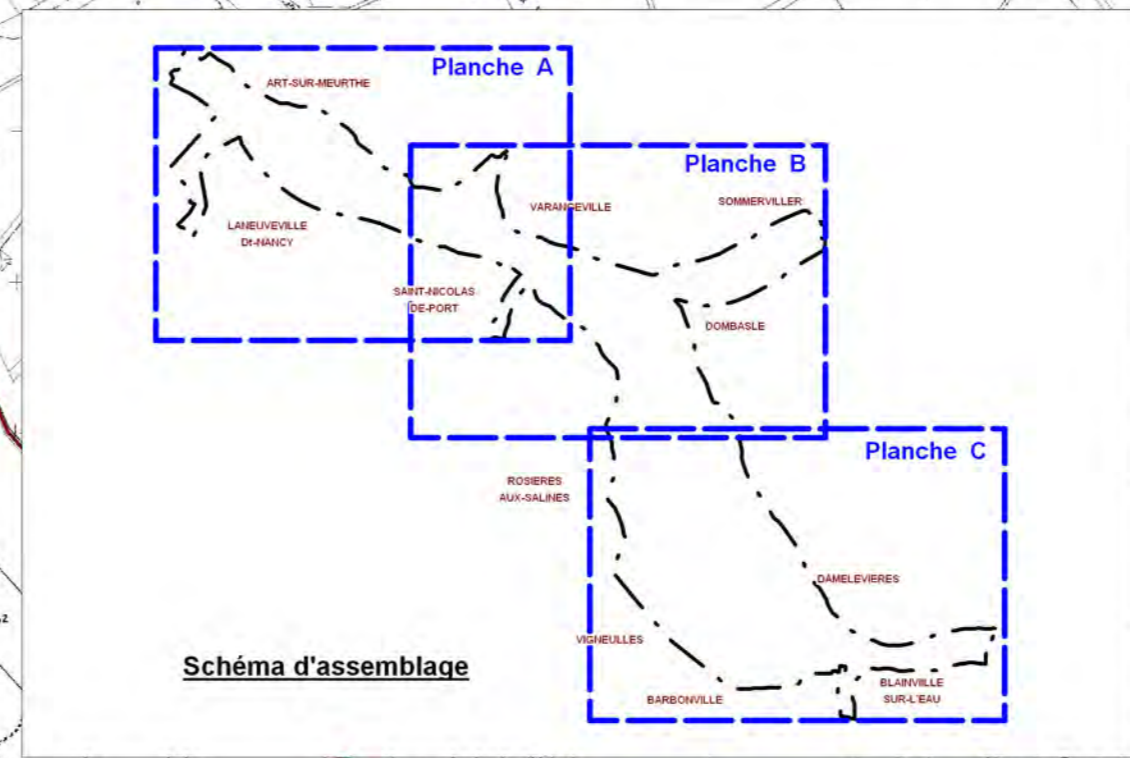 Planche A
ART-SUR-MEURTHE
Planche B
SOMMERVILLER
VARANGEVILLE
LANEUVEVILLE
Dt-NANCY
SAINT-NICOLAS
DE-PORT
DOMBASLE
Planche C
ROSIERES
AUX-SALINES
DAMELEVIERES
VIGNEULLES
Schéma d'assemblage
BLAINVILLE
SUR-L'EAU
BARBONVILLE